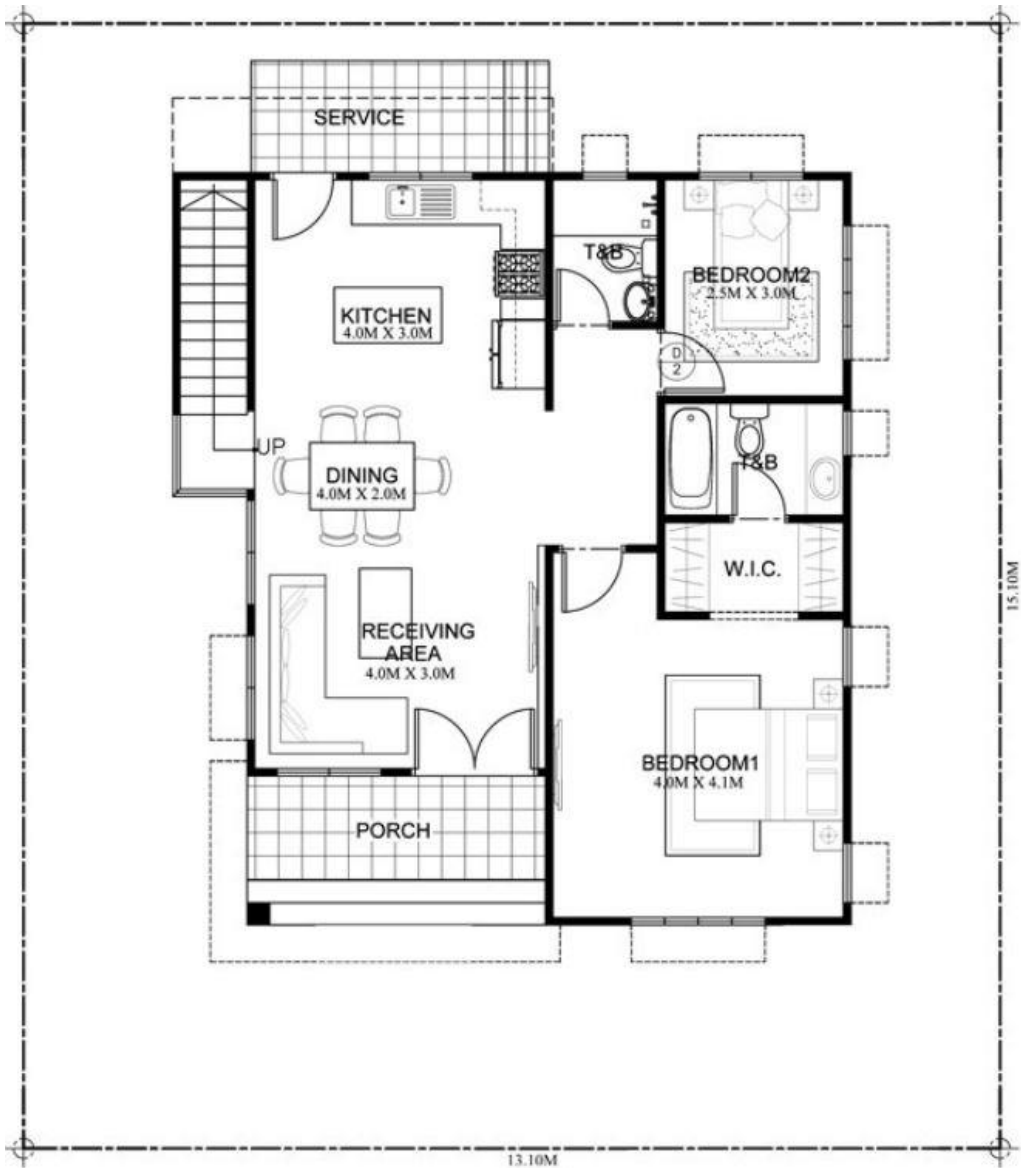 SERVICE
T&B
BEDROOM2
2.5M X 3.0M
KITCHEN
4.0M X 3.0M
D
2
UP
DINING
4.0M X 2.0M
T&B
W.I.C.
15.10M
RECEIVING
AREA
4.0M X 3.0M
BEDROOM1
4.0M X 4.1M
PORCH
13.10M